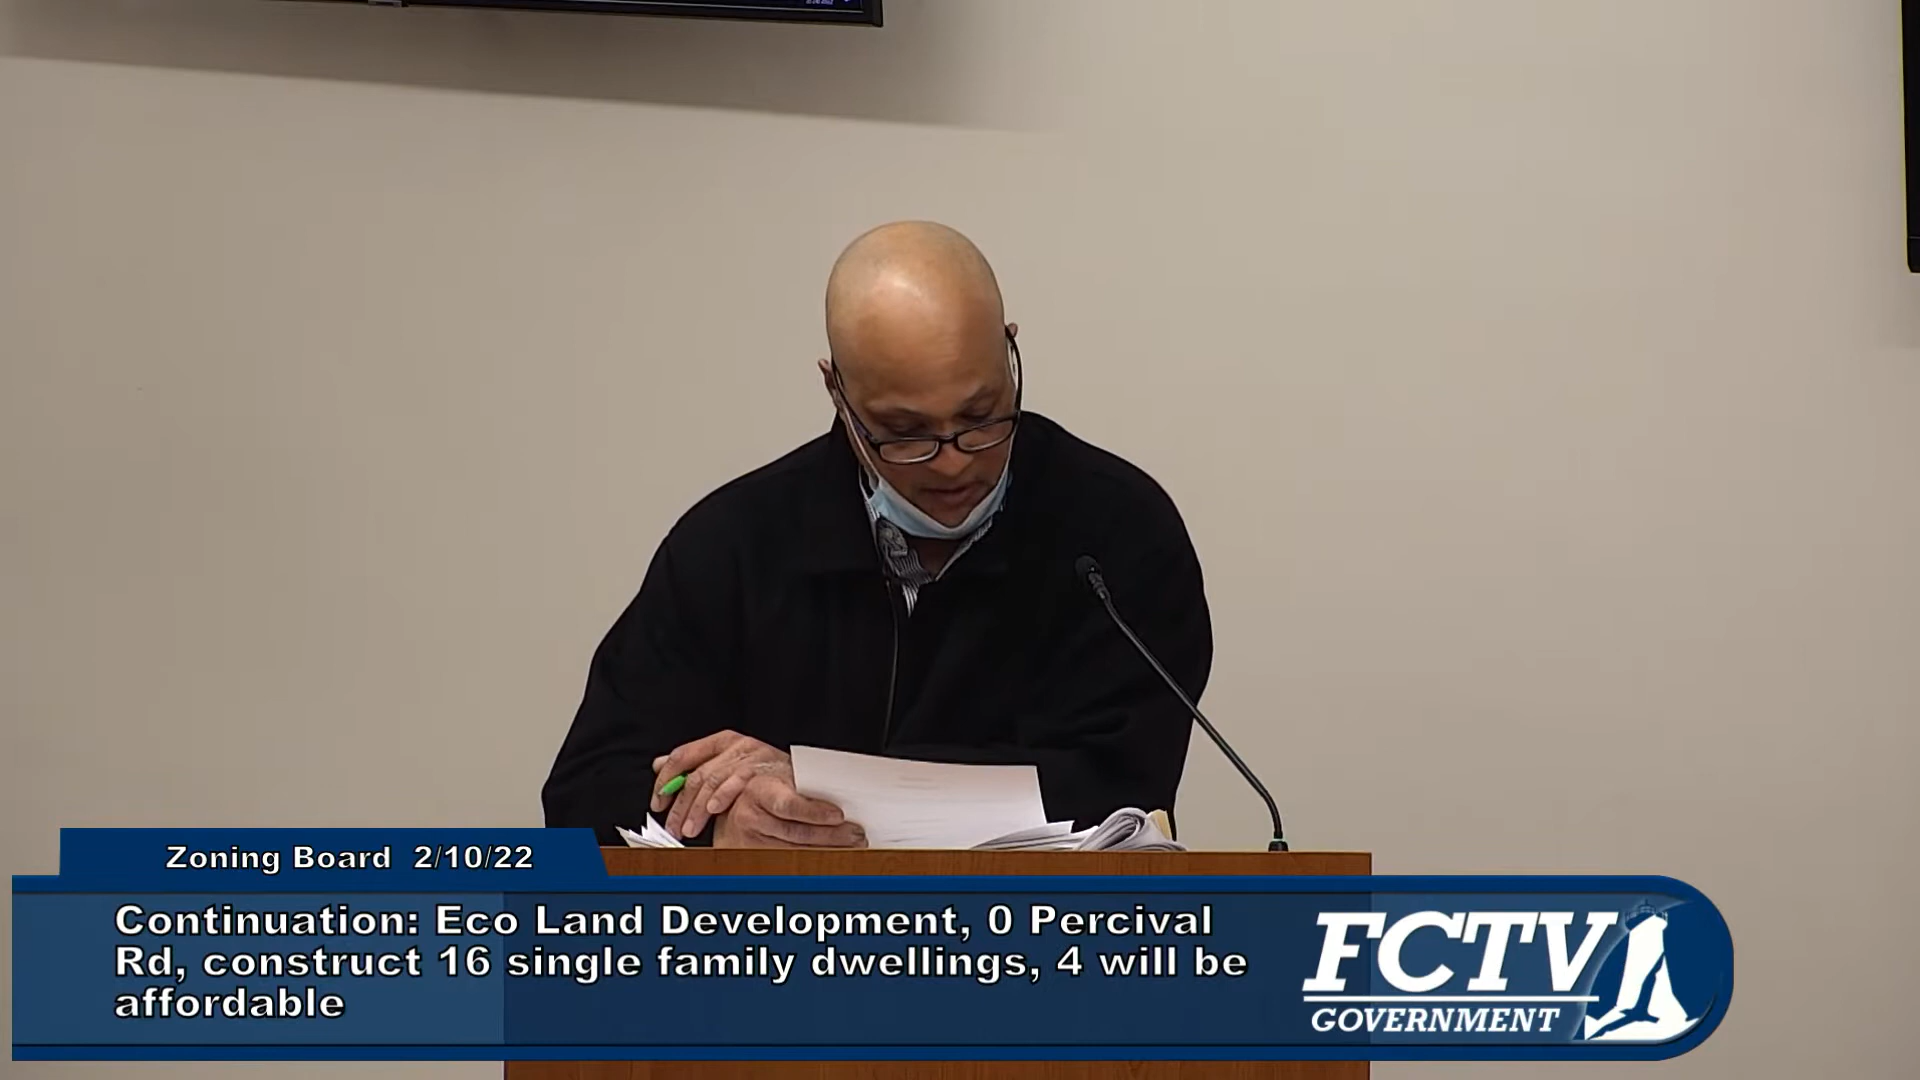 Zoning Board 2/10/22
Continuation: Eco Land Development, 0 Percival
Rd, construct 16 single family dwellings, 4 will be
affordable
FCTV
GOVERNMENT